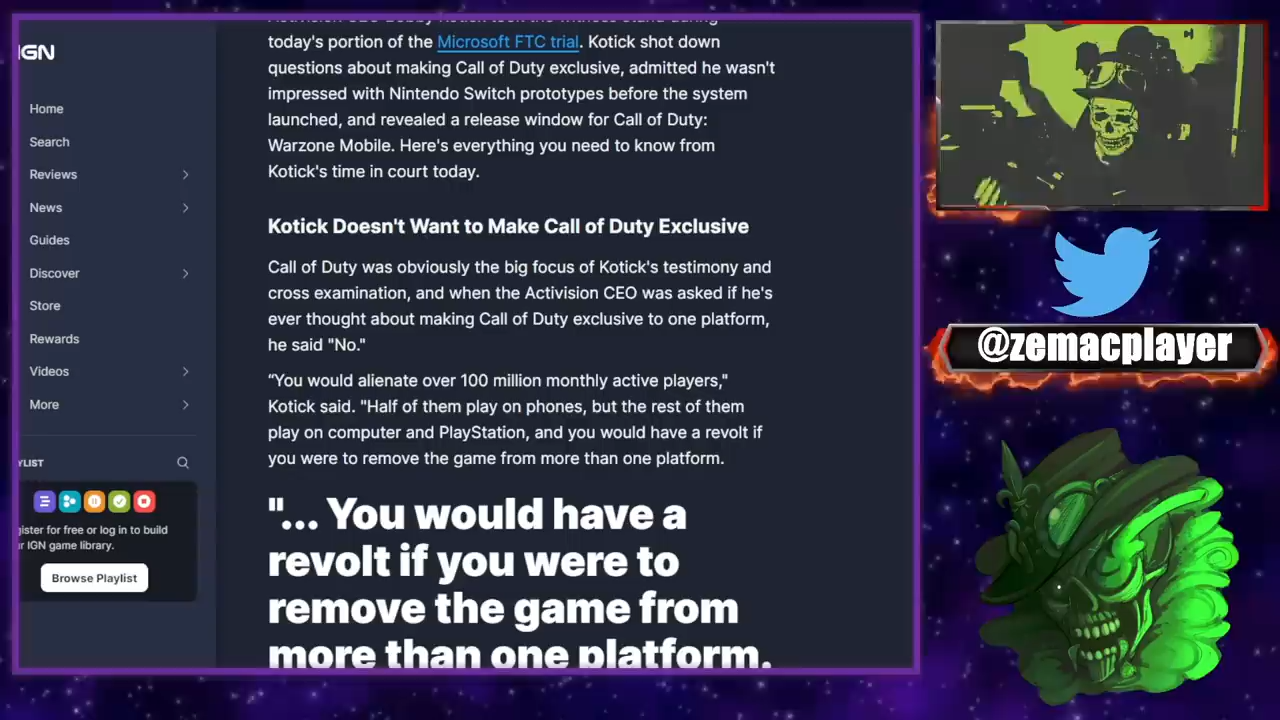 IGN
Home
Search
Reviews
News
Guides
Discover
Store
Rewards
Videos
More
YLIST
gister for free or log in to build
r IGN game library.
Browse Playlist
Activision CEO Bobby Kotick took the witness stand during
today's portion of the Microsoft FTC trial. Kotick shot down
questions about making Call of Duty exclusive, admitted he wasn't
impressed with Nintendo Switch prototypes before the system
launched, and revealed a release window for Call of Duty:
Warzone Mobile. Here's everything you need to know from
Kotick's time in court today.
Kotick Doesn't Want to Make Call of Duty Exclusive
Call of Duty was obviously the big focus of Kotick's testimony and
cross examination, and when the Activision CEO was asked if he's
ever thought about making Call of Duty exclusive to one platform,
he said "No."
“You would alienate over 100 million monthly active players,"
Kotick said. "Half of them play on phones, but the rest of them
play on computer and PlayStation, and you would have a revolt if
you were to remove the game from more than one platform.
"... You would have a
revolt if you were to
remove the game from
more than one platform.
@zemacplayer